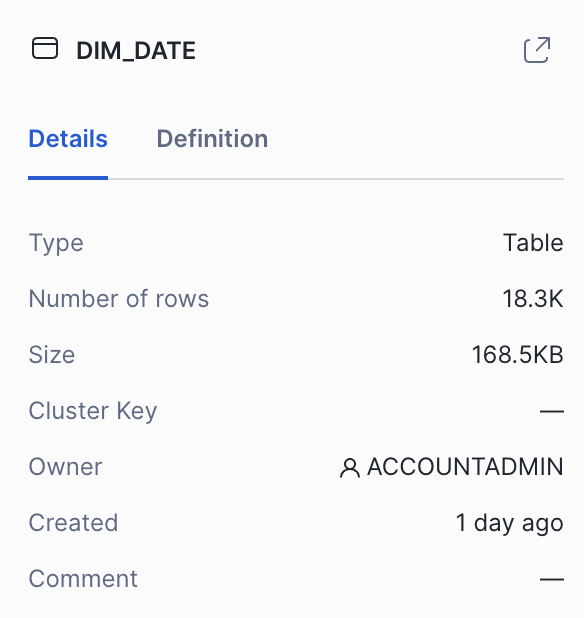 DIM_DATE
Details Definition
Type Table
Number of rows 18.3K
Size 168.5KB
Cluster Key —
Owner ACCOUNTADMIN
Created 1 day ago
Comment —